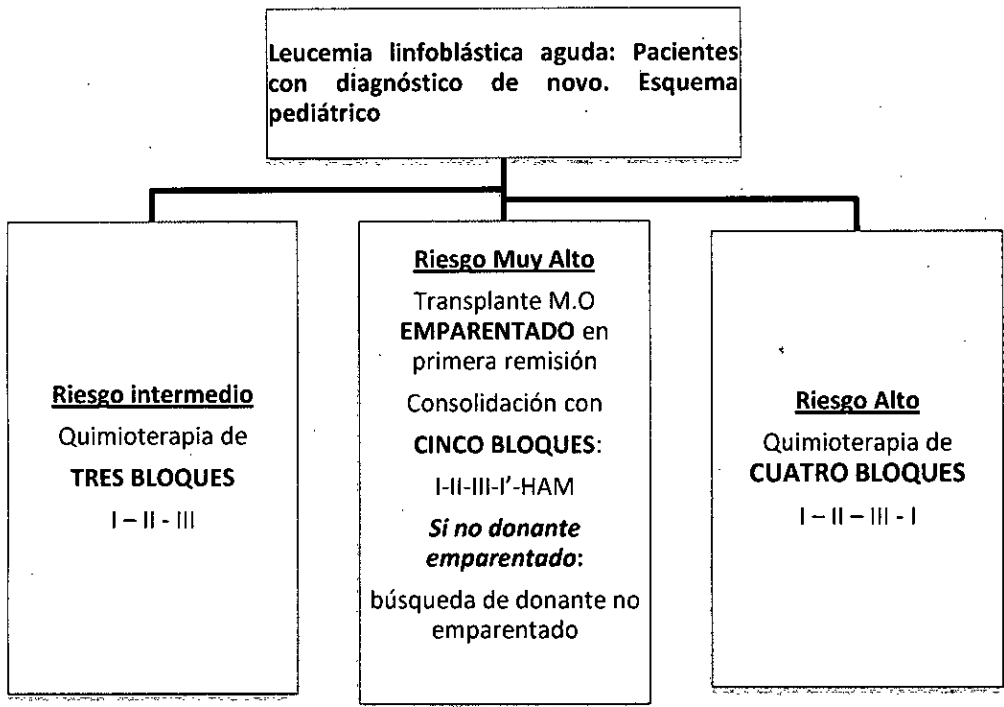 Leucemia linfoblástica aguda: Pacientes
con diagnóstico de novo. Esquema
pediátrico
Riesgo intermedio
Quimioterapia de
TRES BLOQUES
I – II - III
Riesgo Muy Alto
Transplante M.O
EMPARENTADO en
primera remisión
Consolidación con
CINCO BLOQUES:
I-II-III-I’-HAM
Si no donante
emparentado:
búsqueda de donante no
emparentado
Riesgo Alto
Quimioterapia de
CUATRO BLOQUES
I – II – III - I